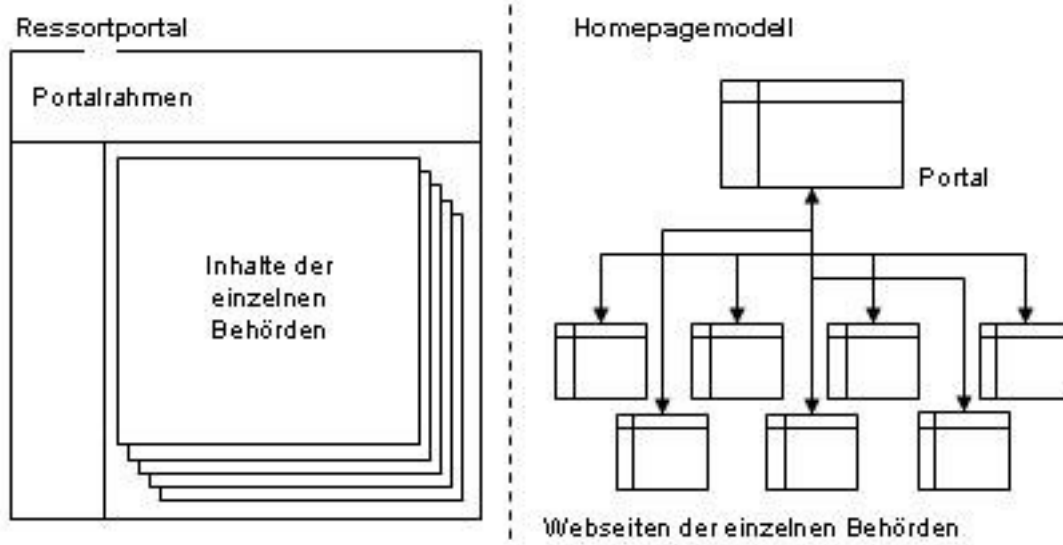 Ressortportal
Portalrahmen
Inhalte der
einzelnen
Behörden
Homepagemodell
Portal
Webseiten der einzelnen Behörden